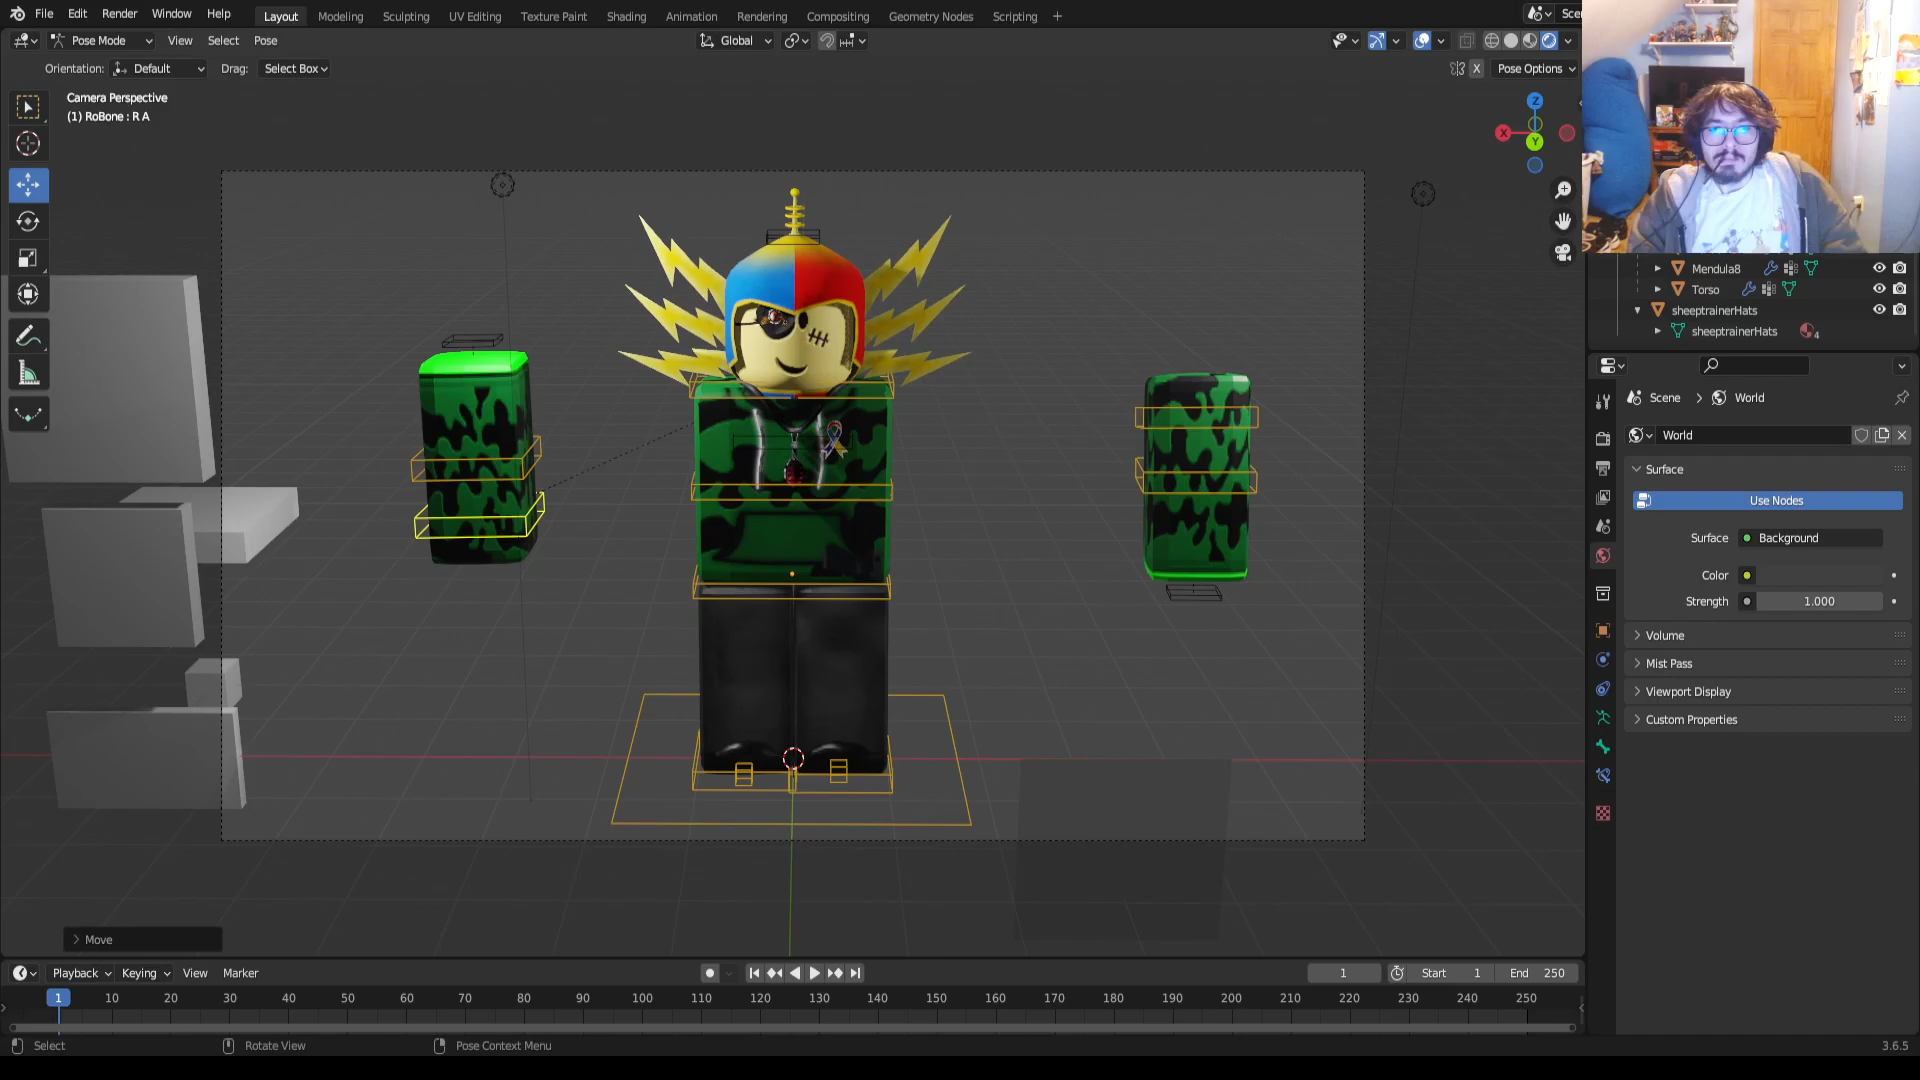 File Edit Render Window Help
Layout Modeling Sculpting UV Editing Texture Paint Shading Animation Rendering Compositing Geometry Nodes Scripting +
Pose Mode View Select Pose Global
Orientation: Default Drag: Select Box X Pose Options
Camera Perspective
(1) RoBone : R A
Z
X
Y
Mendula8
Torso
sheeptrainerHats
sheeptrainerHats 4
Scene > World
World
Surface
Use Nodes
Surface Background
Color
Strength 1.000
Volume
Mist Pass
Viewport Display
Custom Properties
> Move
Playback Keying View Marker 1 Start 1 End 250
1 10 20 30 40 50 60 70 80 90 100 110 120 130 140 150 160 170 180 190 200 210 220 230 240 250
Select Rotate View Pose Context Menu 3.6.5